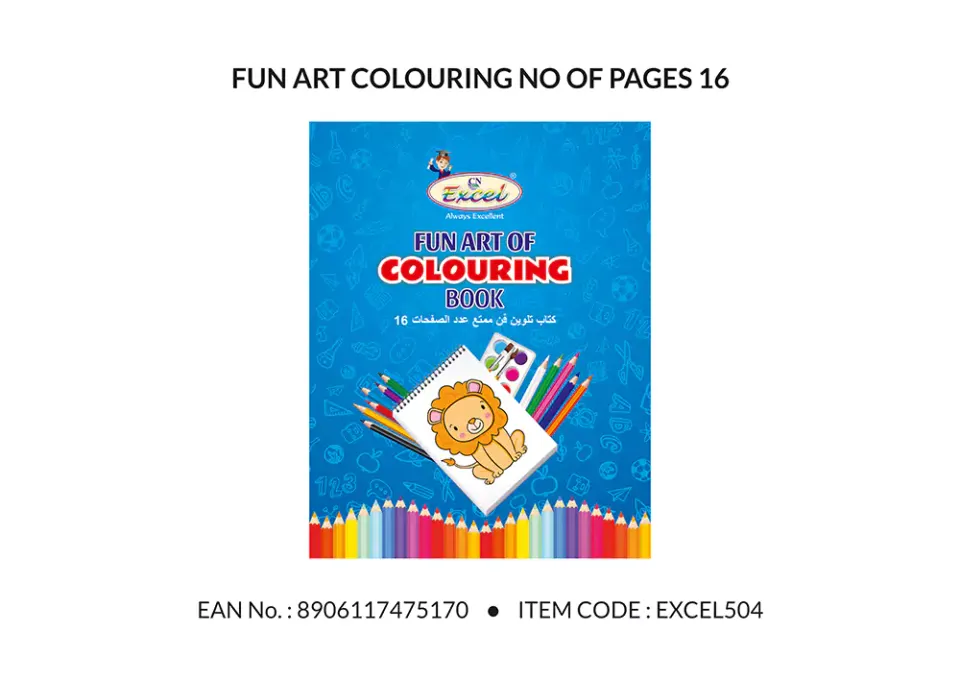 FUN ART COLOURING NO OF PAGES 16
CN
Excel
®
Always Excellent
FUN ART OF
COLOURING
BOOK
كتاب تلوين فن ممتع عدد الصفحات 16
123
EAN No. : 8906117475170 ● ITEM CODE : EXCEL504